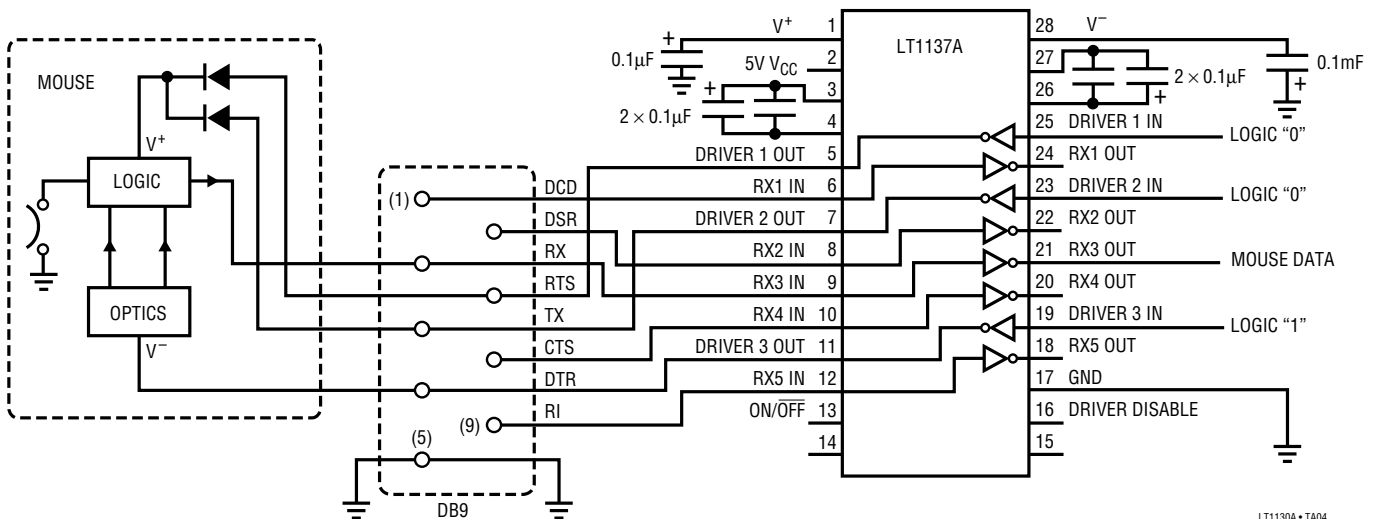 MOUSE
V+
LOGIC
OPTICS
V–
(1)
(9)
(5)
DB9
DCD
DSR
RX
RTS
TX
CTS
DTR
RI
0.1µF
+
V+ 1
5V VCC 2
3
+
2 × 0.1µF
4
DRIVER 1 OUT 5
RX1 IN 6
DRIVER 2 OUT 7
RX2 IN 8
RX3 IN 9
RX4 IN 10
DRIVER 3 OUT 11
RX5 IN 12
ON/OFF 13
14
LT1137A
28 V–
27
26
2 × 0.1µF
+
0.1mF
+
25 DRIVER 1 IN LOGIC “0”
24 RX1 OUT
23 DRIVER 2 IN LOGIC “0”
22 RX2 OUT
21 RX3 OUT MOUSE DATA
20 RX4 OUT
19 DRIVER 3 IN LOGIC “1”
18 RX5 OUT
17 GND
16 DRIVER DISABLE
15
LT1130A • TA04